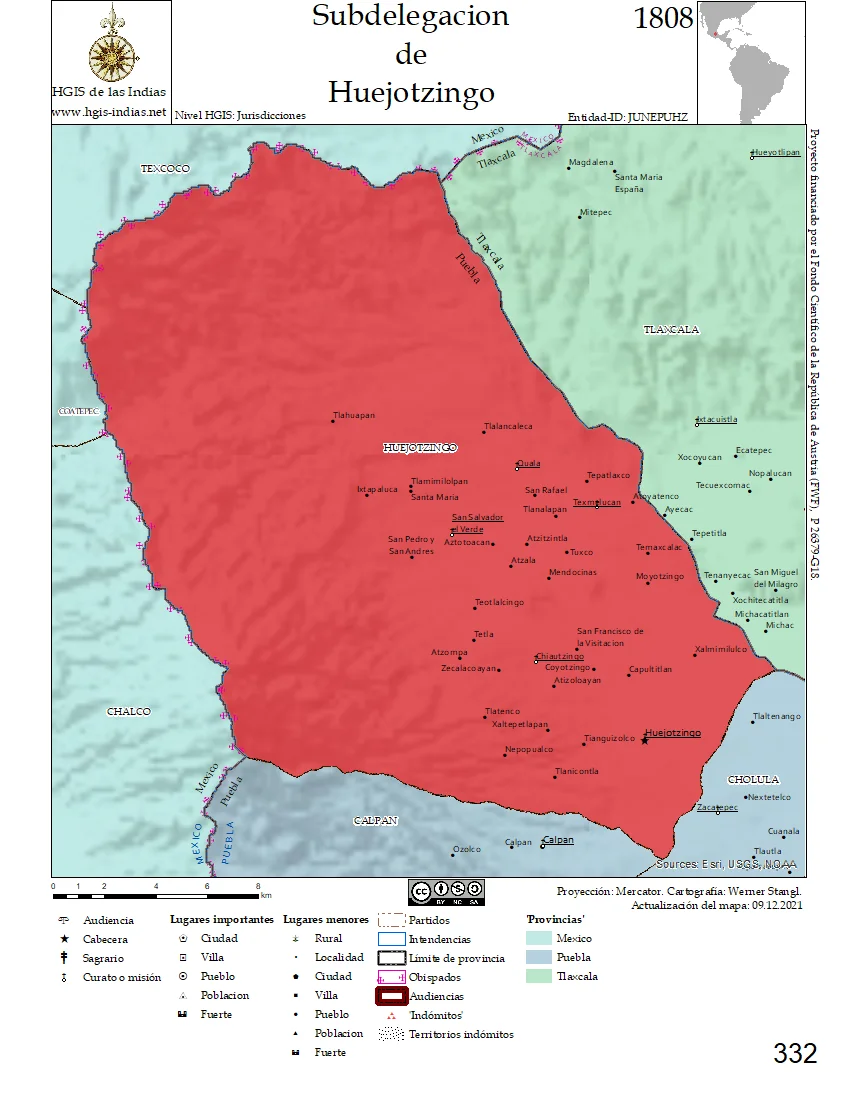 Subdelegacion
de
Huejotzingo
1808
HGIS de las Indias
www.hgis-indias.net
Nivel HGIS: Jurisdicciones
Entidad-ID: JUNEPUHZ
Proyecto financiado por el Fondo Científico de la República de Austria (FWF), P 26379-G18.
Mexico
MEXICO
Tlaxcala
TLAXCALA
TEXCOCO
Magdalena
Hueyotlipan
Santa Maria
España
Mitepec
Tlaxcala
Puebla
TLAXCALA
COATEPEC
Tlahuapan
Tlalancaleca
Ixtacuistla
HUEJOTZINGO
Xocoyucan
Ecatepec
Ouala
Tepatlaxco
Nopalucan
Tlamimilolpan
Ixtapaluca
Santa Maria
San Rafael
Tecuexcomac
Texmelucan
Atoyatenco
Tlanalapan
Ayecac
San Salvador
el Verde
San Pedro y
San Andres
Aztotoacan
Atzitzintla
Tepetitla
Tuxco
Temaxcalac
Atzala
Mendocinas
Moyotzingo
Tenanyecac
San Miguel
del Milagro
Xochitecatitla
Teotlalcingo
Michacatitlan
Michac
Tetla
San Francisco de
la Visitacion
Atzompa
Chiautzingo
Xalmimilulco
Zecalacoayan
Coyotzingo
Capultitlan
Atizoloayan
CHALCO
Tlatenco
Xaltepetlapan
Tlaltenango
Tianguizolco
Huejotzingo
Nepopualco
Tlanicontla
CHOLULA
Mexico
Puebla
Nextetelco
Zacatepec
CALPAN
MEXICO
PUEBLA
Cuanala
Ozolco
Calpan
Calpan
Tlautla
Sources: Esri, USGS, NOAA
0 1 2 4 6 8
km
CC
BY NC SA
Proyección: Mercator. Cartografía: Werner Stangl.
Actualización del mapa: 09.12.2021
Audiencia
Cabecera
Sagrario
Curato o misión
Lugares importantes
Ciudad
Villa
Pueblo
Poblacion
Fuerte
Lugares menores
Rural
Localidad
Ciudad
Villa
Pueblo
Poblacion
Fuerte
Partidos
Intendencias
Límite de provincia
Obispados
Audiencias
'Indómitos'
Territorios indómitos
'Provincias'
Mexico
Puebla
Tlaxcala
332